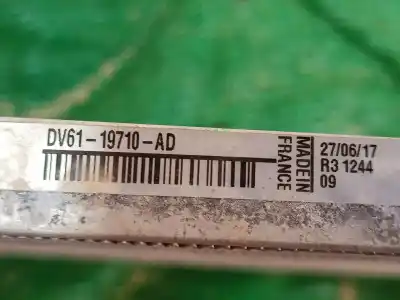 DV61-19710-AD
MADE IN
FRANCE
27/06/17
R3 1244
09